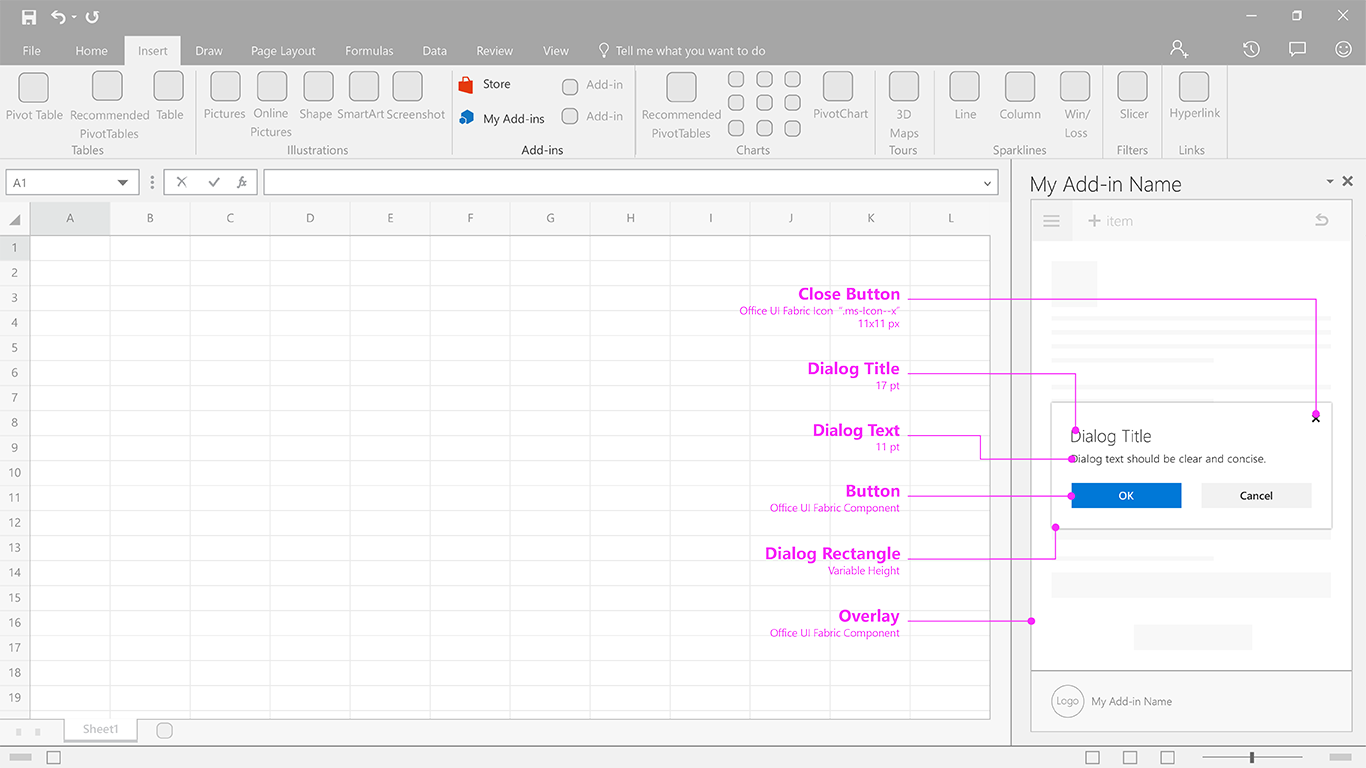 File Home Insert Draw Page Layout Formulas Data Review View Tell me what you want to do
Pivot Table
Recommended
PivotTables
Table
Tables
Pictures
Online
Pictures
Shape
SmartArt
Screenshot
Illustrations
Store
My Add-ins
Add-in
Add-in
Add-ins
Recommended
PivotTables
PivotChart
Charts
3D
Maps
Tours
Line
Column
Win/
Loss
Sparklines
Slicer
Filters
Hyperlink
Links
A1
fx
My Add-in Name
A B C D E F G H I J K L
item
1
2
3
4
5
6
7
8
9
10
11
12
13
14
15
16
17
18
19
Close Button
Office UI Fabric Icon ".ms-Icon--x"
11x11 px
Dialog Title
17 pt
Dialog Text
11 pt
Button
Office UI Fabric Component
Dialog Rectangle
Variable Height
Overlay
Office UI Fabric Component
Dialog Title
Dialog text should be clear and concise.
OK
Cancel
Logo
My Add-in Name
Sheet1